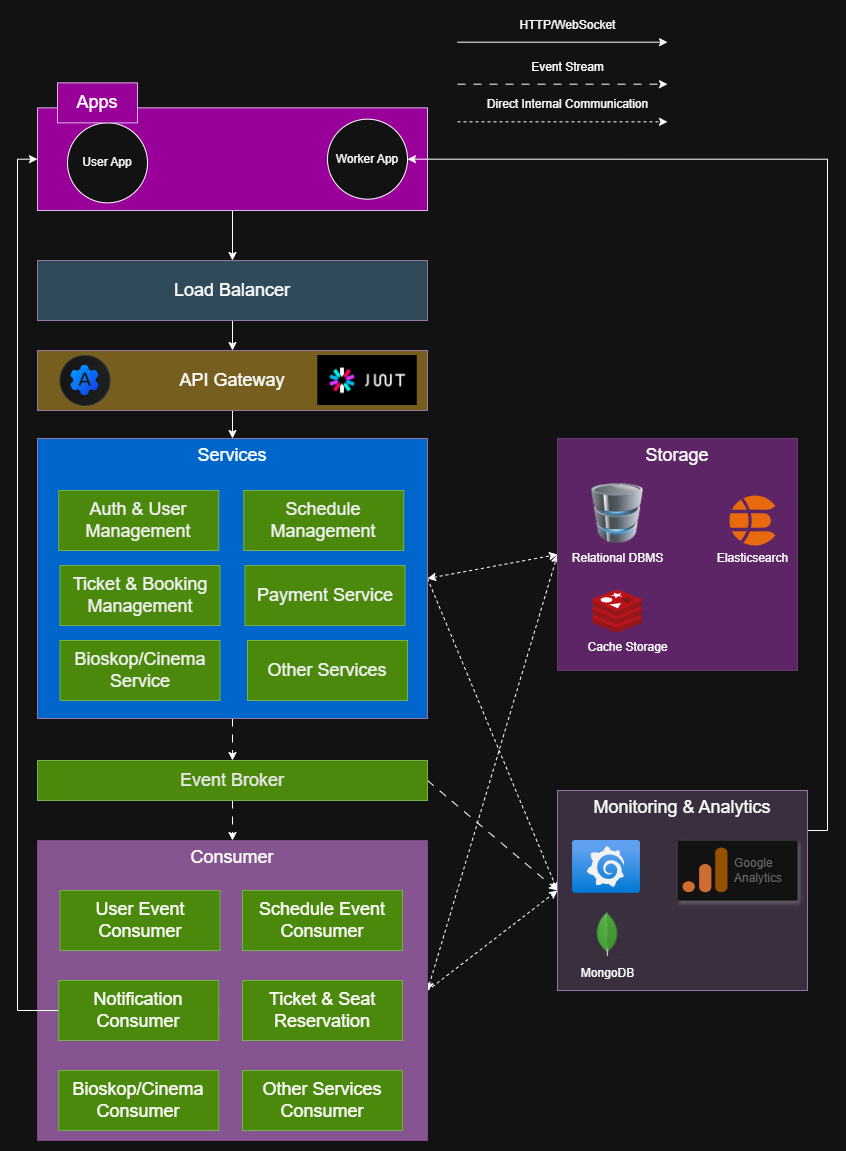 HTTP/WebSocket
Event Stream
Direct Internal Communication
Apps
User App
Worker App
Load Balancer
A
API Gateway
JWT
Services
Auth & User
Management
Schedule
Management
Ticket & Booking
Management
Payment Service
Bioskop/Cinema
Service
Other Services
Storage
Relational DBMS
Elasticsearch
Cache Storage
Event Broker
Monitoring & Analytics
Google
Analytics
MongoDB
Consumer
User Event
Consumer
Schedule Event
Consumer
Notification
Consumer
Ticket & Seat
Reservation
Bioskop/Cinema
Consumer
Other Services
Consumer